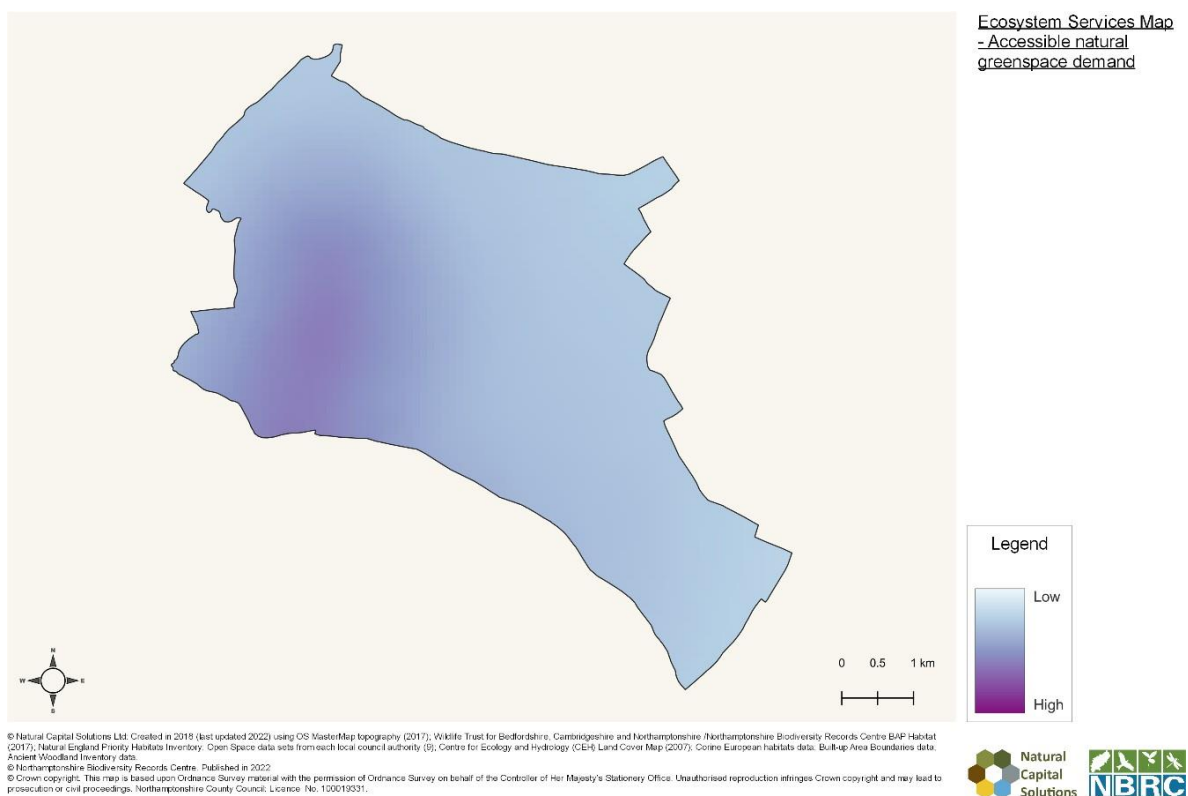 Ecosystem Services Map
- Accessible natural
greenspace demand
Legend
Low
High
0 0.5 1 km
N
W E
S
© Natural Capital Solutions Ltd: Created in 2018 (last updated 2022) using OS MasterMap topography (2017); Wildlife Trust for Bedfordshire, Cambridgeshire and Northamptonshire /Northamptonshire Biodiversity Records Centre BAP Habitat
(2017); Natural England Priority Habitats Inventory; Open Space data sets from each local council authority (9); Centre for Ecology and Hydrology (CEH) Land Cover Map (2007); Corine European habitats data; Built-up Area Boundaries data;
Ancient Woodland Inventory data.
© Northamptonshire Biodiversity Records Centre. Published in 2022
© Crown copyright. This map is based upon Ordnance Survey material with the permission of Ordnance Survey on behalf of the Controller of Her Majesty's Stationery Office. Unauthorised reproduction infringes Crown copyright and may lead to
prosecution or civil proceedings. Northamptonshire County Council: Licence No. 100019331.
Natural
Capital
Solutions
NBRC